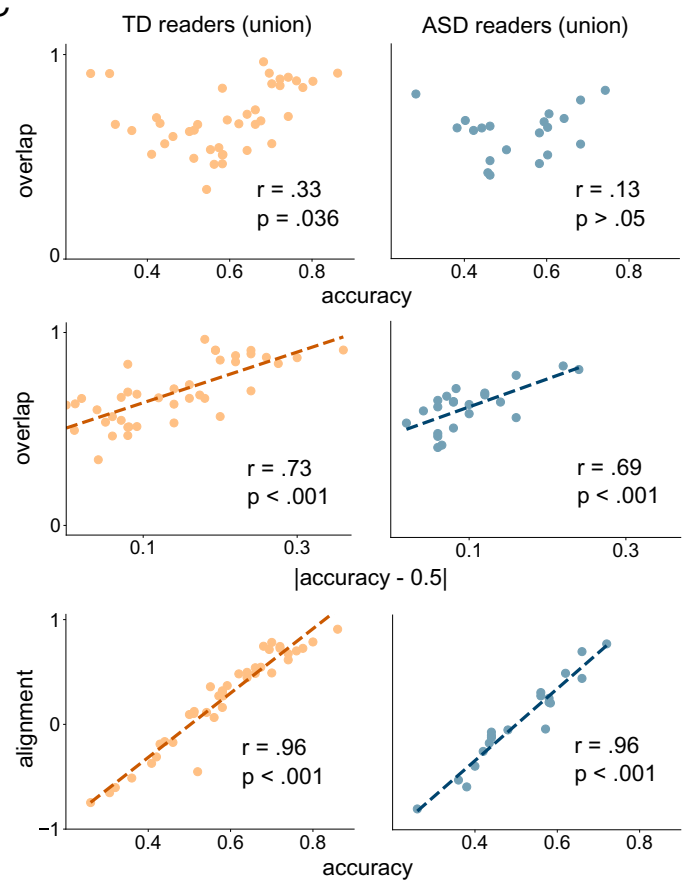 TD readers (union)
ASD readers (union)
1
overlap
0
r = .33
p = .036
r = .13
p > .05
0.4 0.6 0.8
0.4 0.6 0.8
accuracy
1
overlap
0
r = .73
p < .001
r = .69
p < .001
0.1 0.3
0.1 0.3
|accuracy - 0.5|
1
alignment
0
−1
r = .96
p < .001
r = .96
p < .001
0.4 0.6 0.8
0.4 0.6 0.8
accuracy